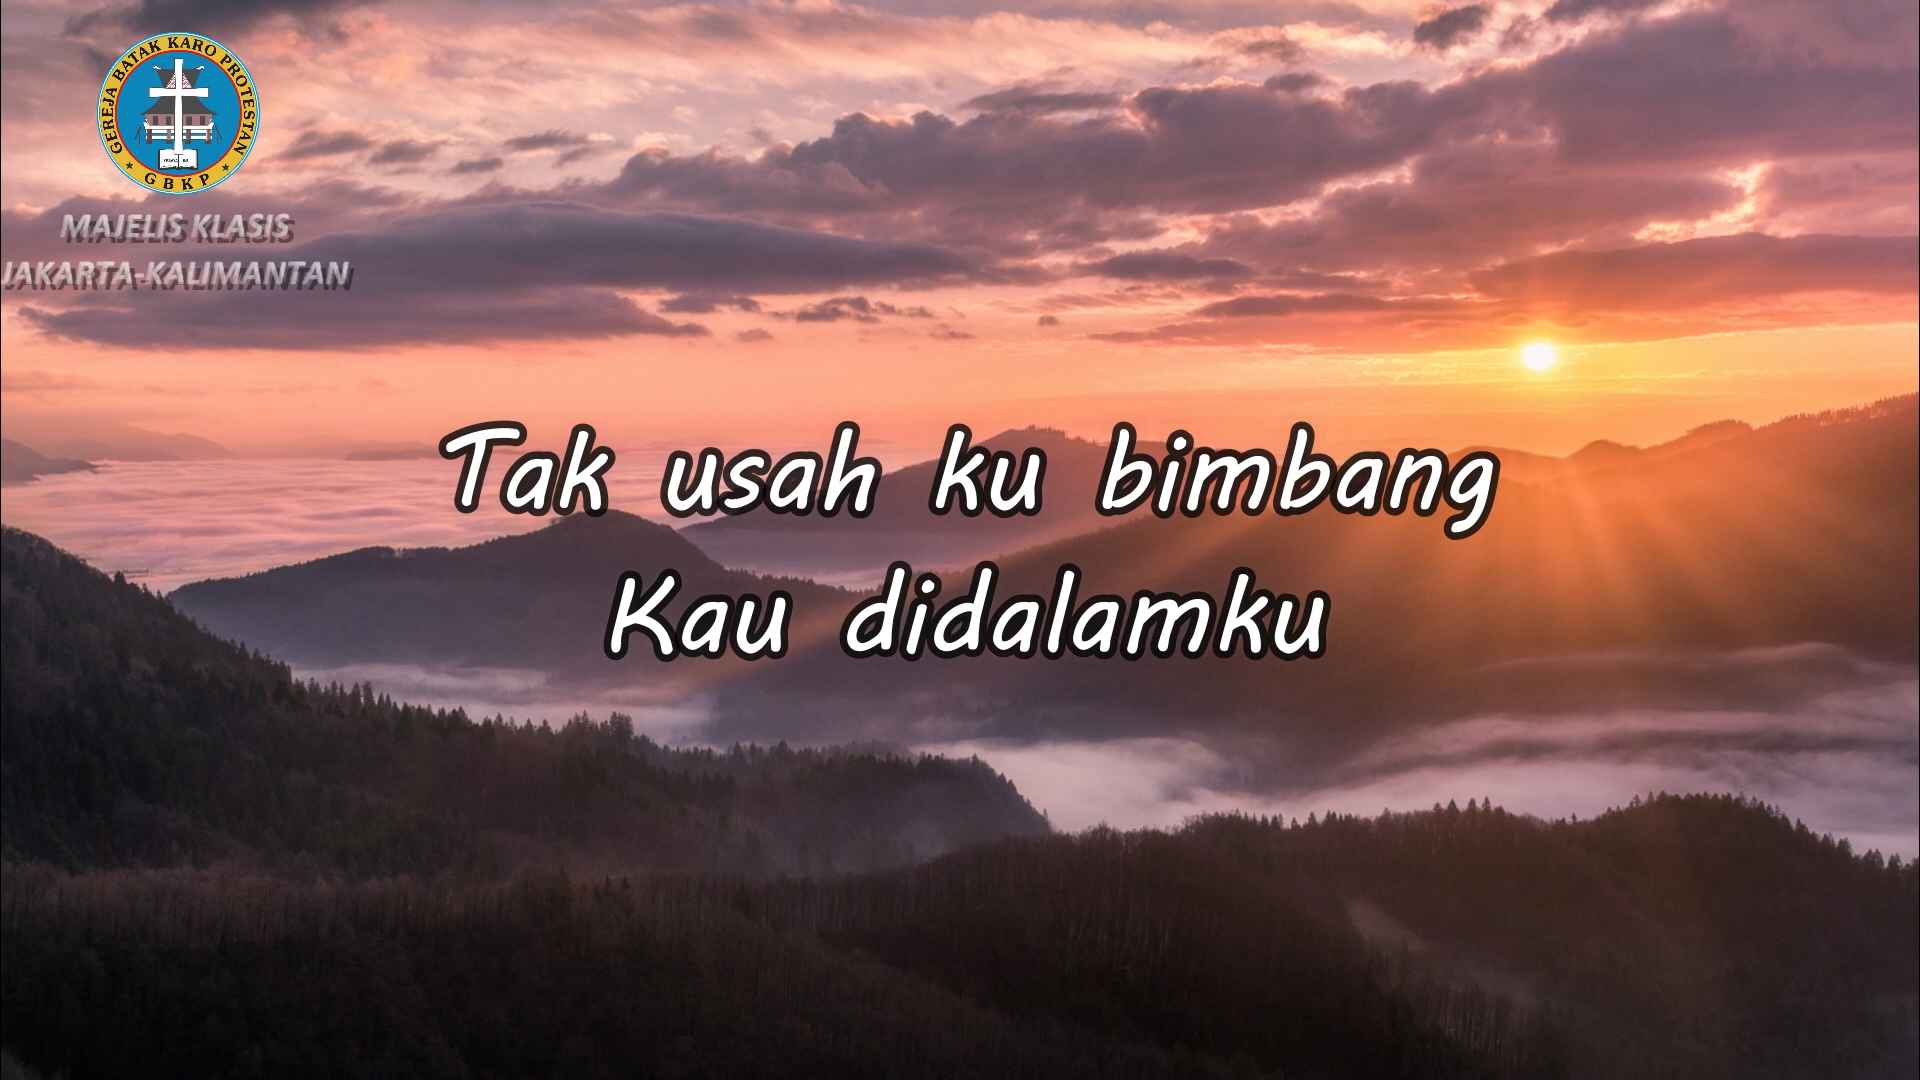 GEREJA BATAK KARO PROTESTAN
GBKP
MAJELIS KLASIS
JAKARTA-KALIMANTAN
Tak usah ku bimbang
Kau didalamku